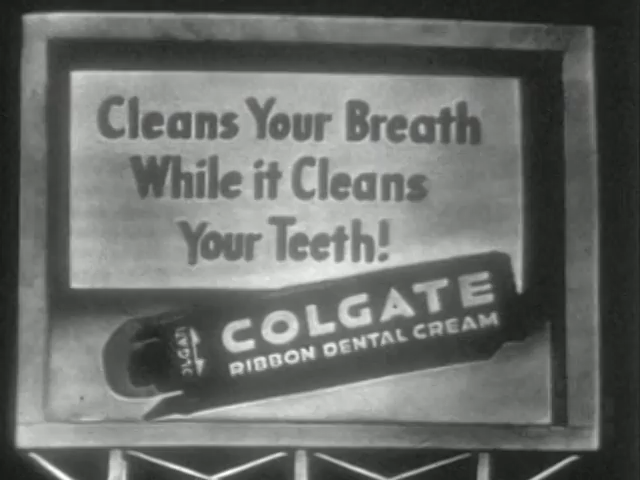 Cleans Your Breath
While it Cleans
Your Teeth!
COLGATE
RIBBON DENTAL CREAM